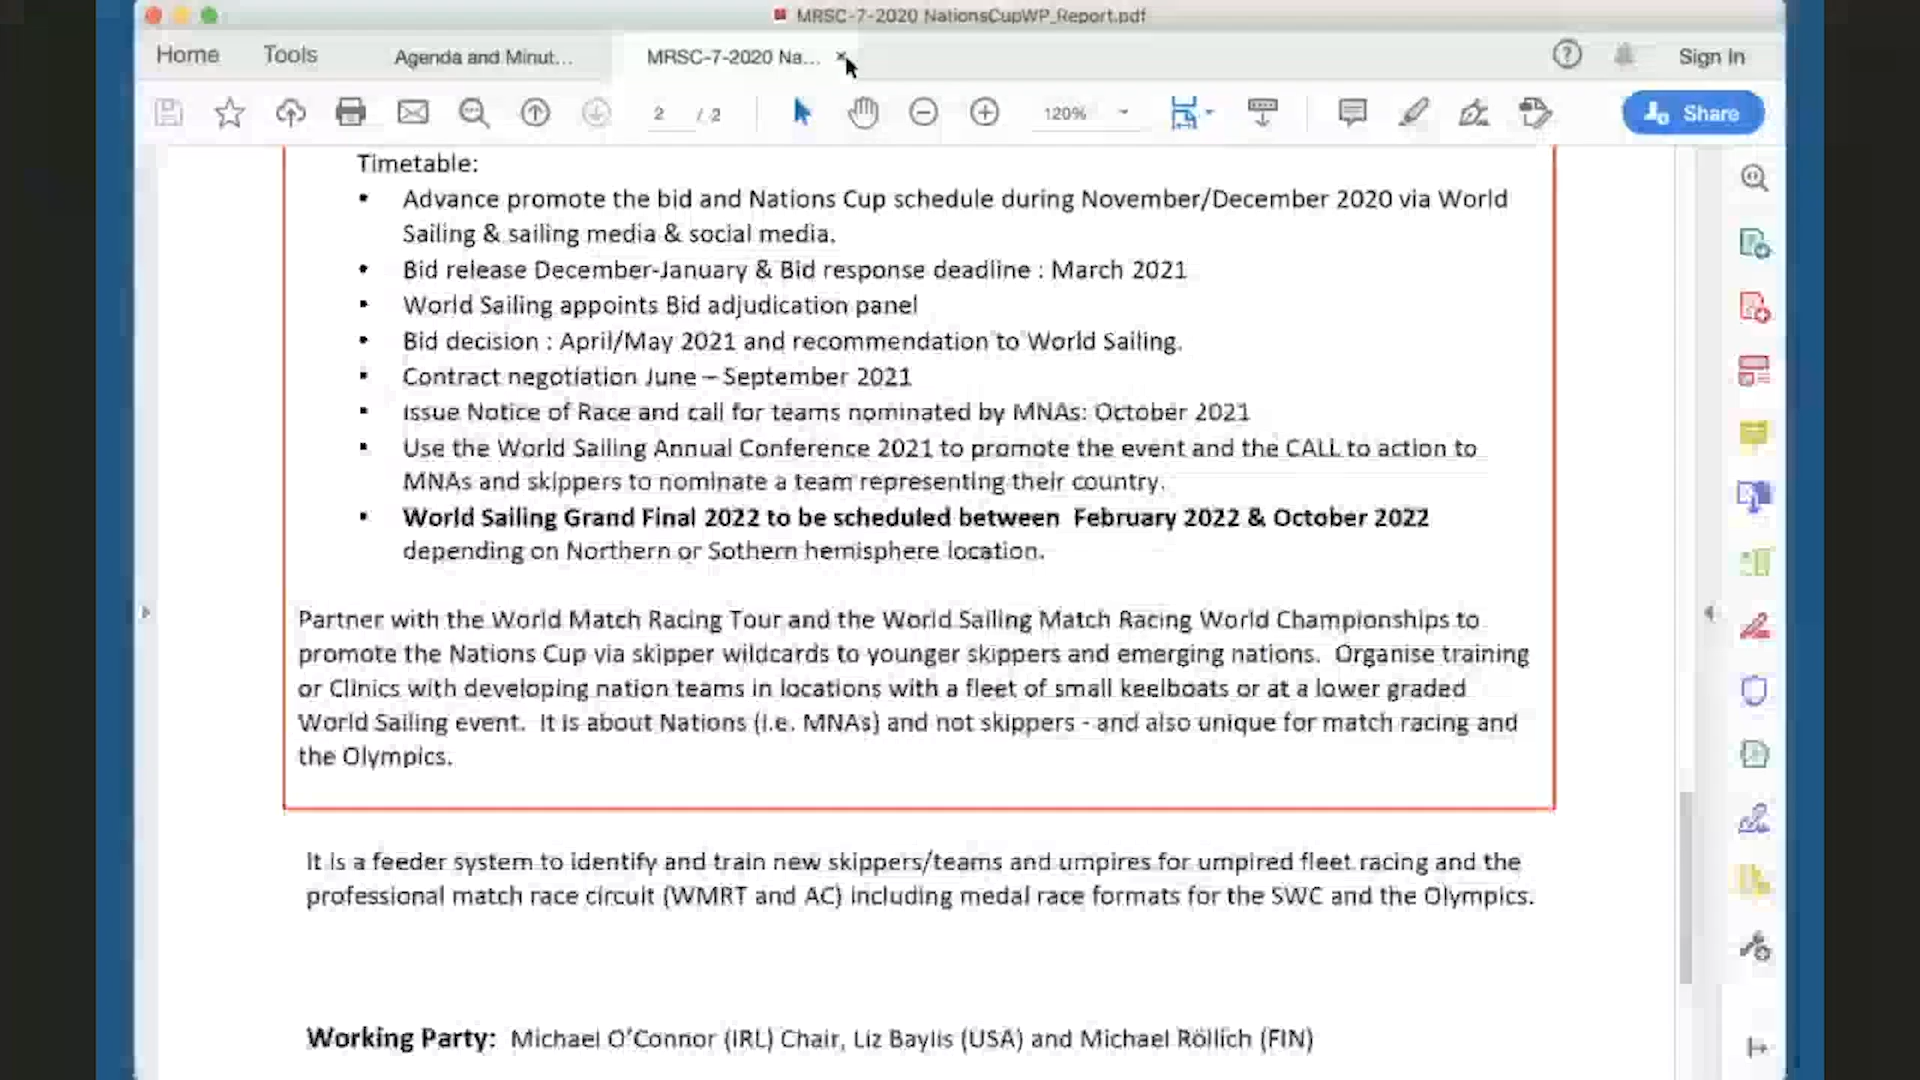 MRSC-7-2020 NationsCupWP_Report.pdf
Home Tools Agenda and Minut... MRSC-7-2020 Na... Sign In
2 / 2 120% Share
Timetable:
• Advance promote the bid and Nations Cup schedule during November/December 2020 via World
Sailing & sailing media & social media.
• Bid release December-January & Bid response deadline : March 2021
• World Sailing appoints Bid adjudication panel
• Bid decision : April/May 2021 and recommendation to World Sailing.
• Contract negotiation June – September 2021
• Issue Notice of Race and call for teams nominated by MNAs: October 2021
• Use the World Sailing Annual Conference 2021 to promote the event and the CALL to action to
MNAs and skippers to nominate a team representing their country.
• World Sailing Grand Final 2022 to be scheduled between February 2022 & October 2022
depending on Northern or Sothern hemisphere location.
Partner with the World Match Racing Tour and the World Sailing Match Racing World Championships to
promote the Nations Cup via skipper wildcards to younger skippers and emerging nations. Organise training
or Clinics with developing nation teams in locations with a fleet of small keelboats or at a lower graded
World Sailing event. It is about Nations (i.e. MNAs) and not skippers - and also unique for match racing and
the Olympics.
It is a feeder system to identify and train new skippers/teams and umpires for umpired fleet racing and the
professional match race circuit (WMRT and AC) including medal race formats for the SWC and the Olympics.
Working Party: Michael O'Connor (IRL) Chair, Liz Baylis (USA) and Michael Röllich (FIN)